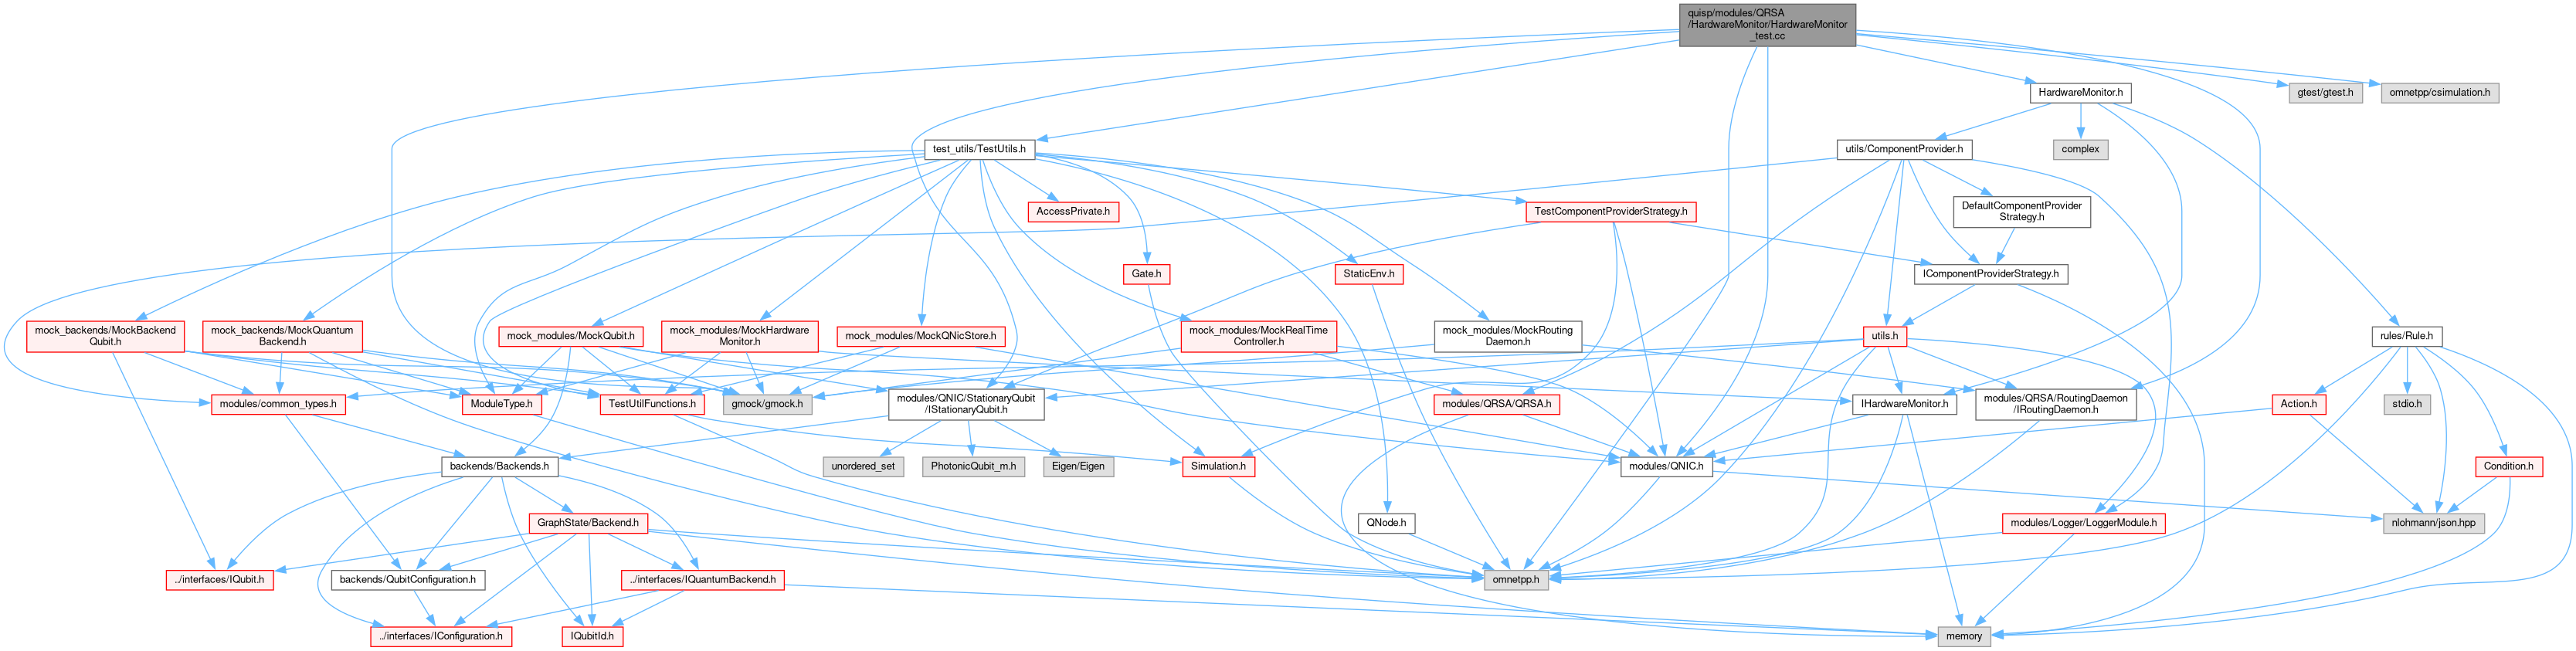 quisp/modules/QRSA
/HardwareMonitor/HardwareMonitor
_test.cc
HardwareMonitor.h
gtest/gtest.h
omnetpp/csimulation.h
test_utils/TestUtils.h
utils/ComponentProvider.h
complex
AccessPrivate.h
TestComponentProviderStrategy.h
DefaultComponentProvider
Strategy.h
Gate.h
StaticEnv.h
IComponentProviderStrategy.h
mock_backends/MockBackend
Qubit.h
mock_backends/MockQuantum
Backend.h
mock_modules/MockQubit.h
mock_modules/MockHardware
Monitor.h
mock_modules/MockQNicStore.h
mock_modules/MockRealTime
Controller.h
mock_modules/MockRouting
Daemon.h
utils.h
rules/Rule.h
modules/common_types.h
ModuleType.h
TestUtilFunctions.h
gmock/gmock.h
modules/QNIC/StationaryQubit
/IStationaryQubit.h
modules/QRSA/QRSA.h
IHardwareMonitor.h
modules/QRSA/RoutingDaemon
/IRoutingDaemon.h
Action.h
stdio.h
backends/Backends.h
unordered_set
PhotonicQubit_m.h
Eigen/Eigen
Simulation.h
modules/QNIC.h
Condition.h
GraphState/Backend.h
QNode.h
modules/Logger/LoggerModule.h
nlohmann/json.hpp
../interfaces/IQubit.h
backends/QubitConfiguration.h
../interfaces/IQuantumBackend.h
omnetpp.h
../interfaces/IConfiguration.h
IQubitId.h
memory